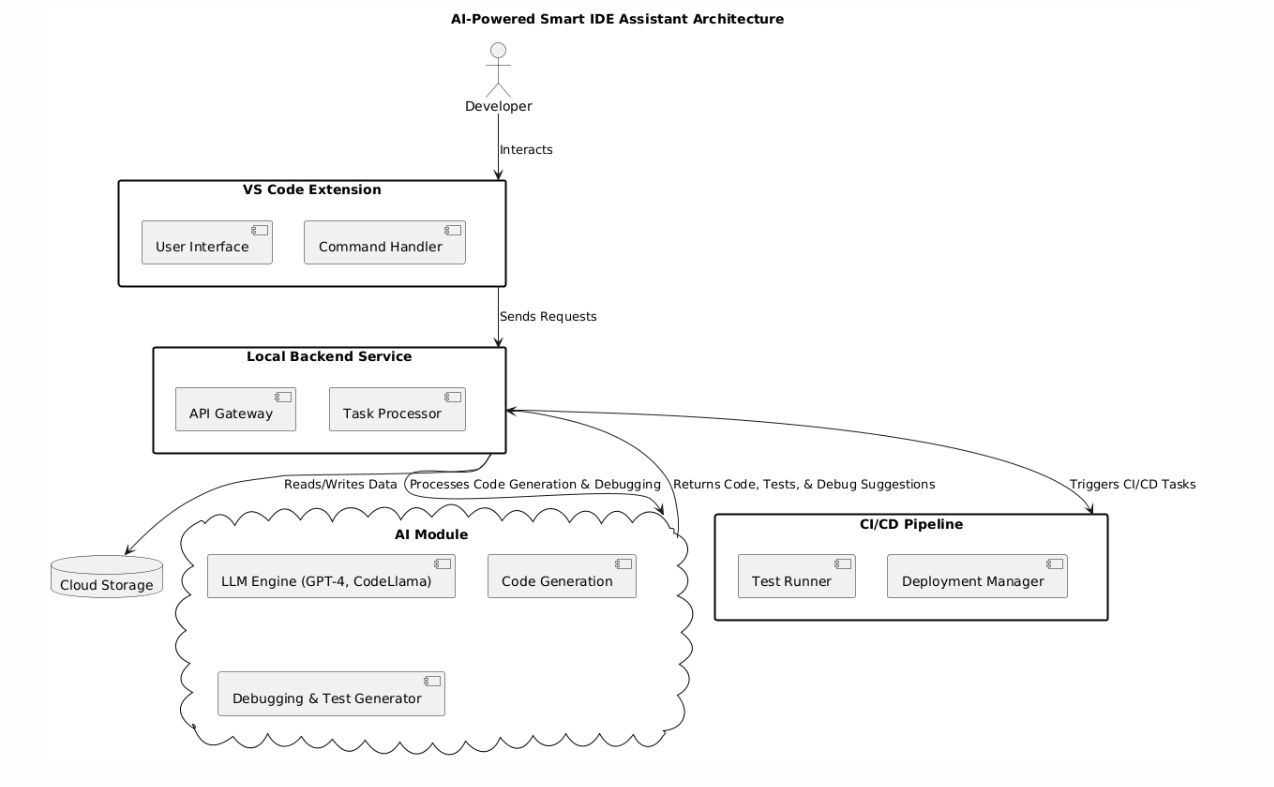 AI-Powered Smart IDE Assistant Architecture
Developer
Interacts
VS Code Extension
User Interface
Command Handler
Sends Requests
Local Backend Service
API Gateway
Task Processor
Reads/Writes Data
Processes Code Generation & Debugging
Returns Code, Tests, & Debug Suggestions
Triggers CI/CD Tasks
Cloud Storage
AI Module
LLM Engine (GPT-4, CodeLlama)
Code Generation
Debugging & Test Generator
CI/CD Pipeline
Test Runner
Deployment Manager